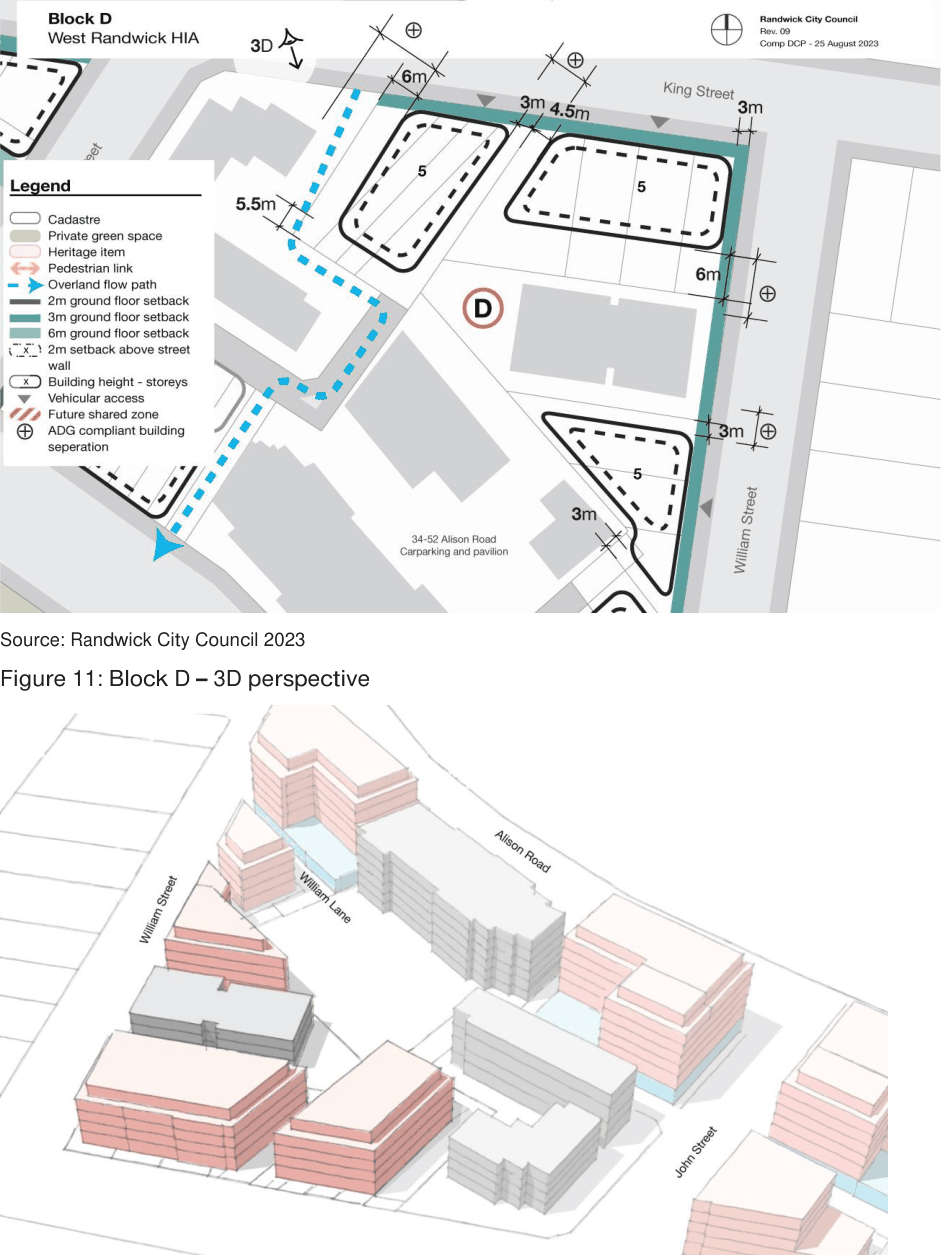 Block D
West Randwick HIA
Randwick City Council
Rev. 09
Comp DCP - 25 August 2023
3D
6m
King Street
3m
4.5m
3m
5
5
eet
5.5m
6m
D
3m
5
3m
William Street
34-52 Alison Road
Carparking and pavilion
Legend
Cadastre
Private green space
Heritage item
Pedestrian link
Overland flow path
2m ground floor setback
3m ground floor setback
6m ground floor setback
x 2m setback above street
wall
x Building height - storeys
Vehicular access
Future shared zone
ADG compliant building
seperation
Source: Randwick City Council 2023
Figure 11: Block D – 3D perspective
Alison Road
William Lane
William Street
John Street